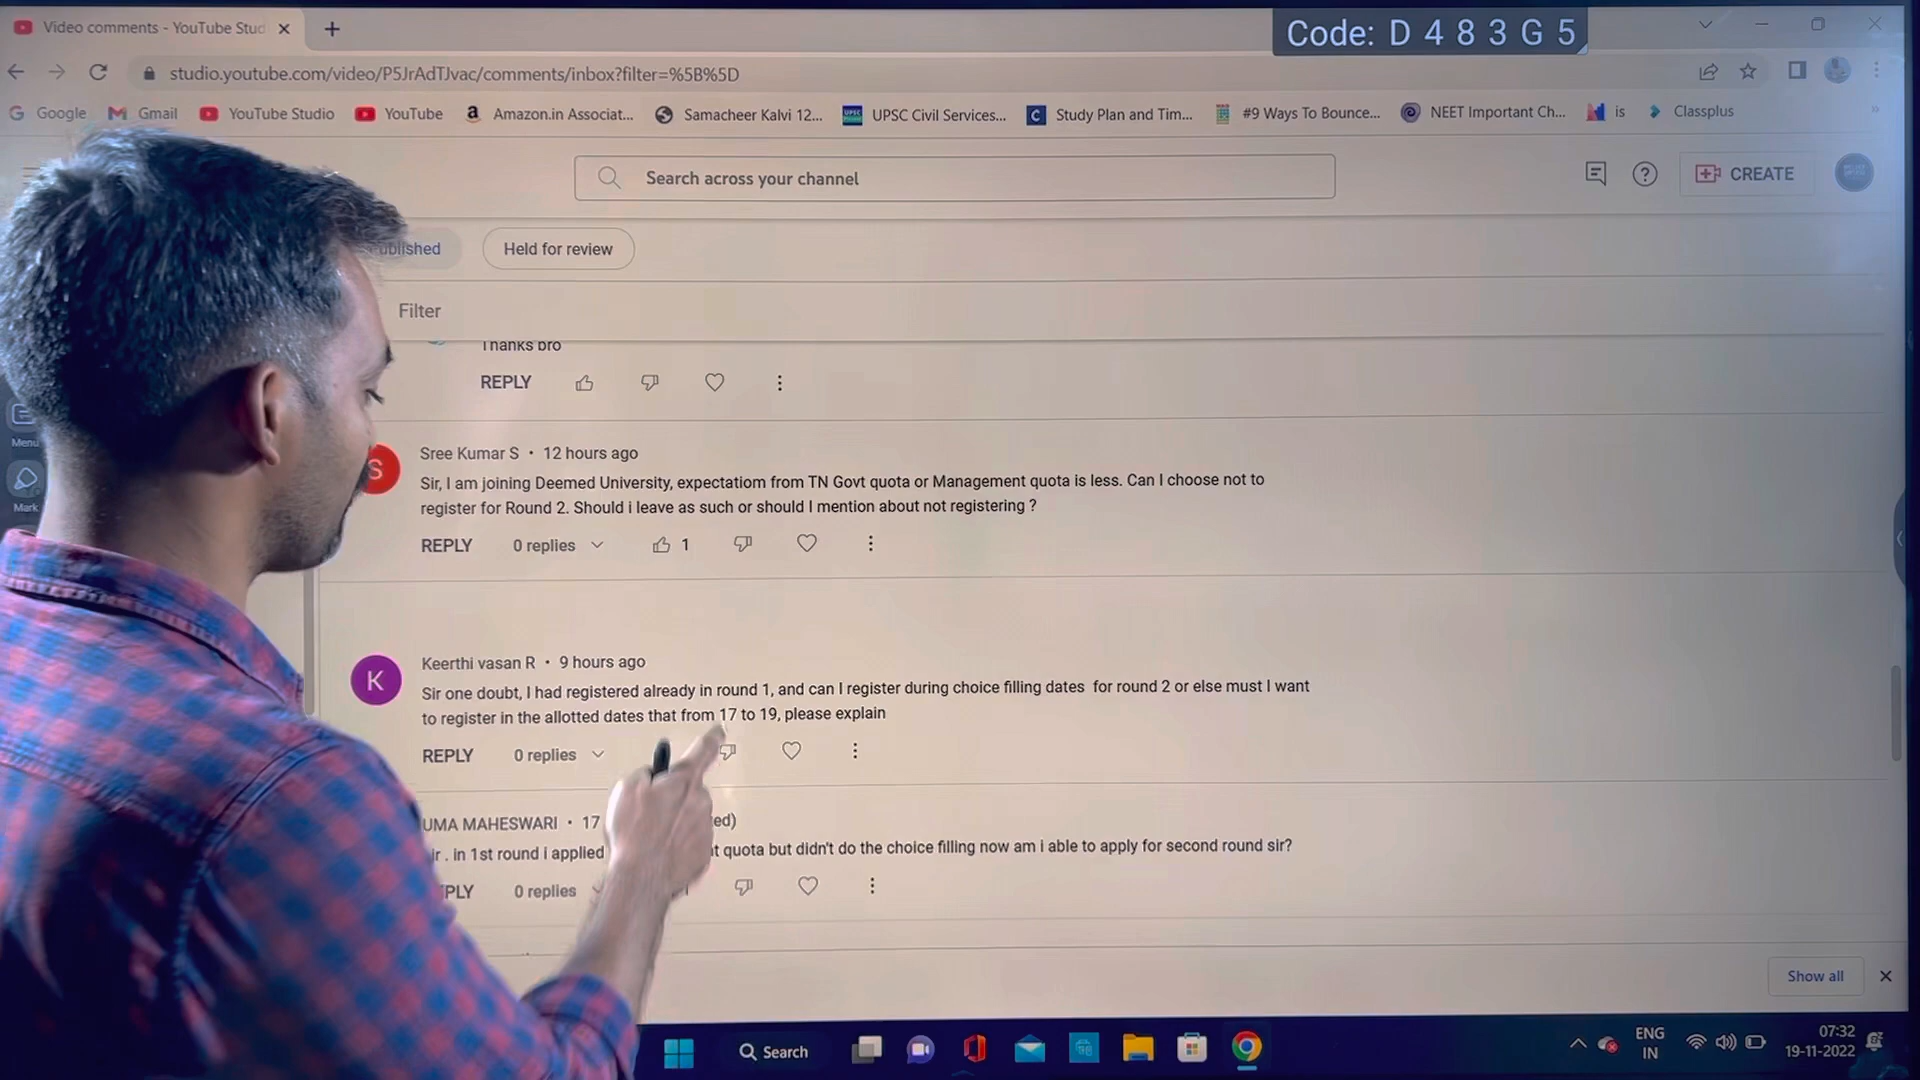 Video comments - YouTube Stud
Code: D 4 8 3 G 5
studio.youtube.com/video/P5JrAdTJvac/comments/inbox?filter=%5B%5D
Google Gmail YouTube Studio YouTube Amazon.in Associat... Samacheer Kalvi 12... UPSC Civil Services... Study Plan and Tim... #9 Ways To Bounce... NEET Important Ch... is Classplus
Search across your channel
CREATE
Held for review
Filter
Thanks bro
REPLY
Menu
Mark
S
Sree Kumar S • 12 hours ago
Sir, I am joining Deemed University, expectatiom from TN Govt quota or Management quota is less. Can I choose not to
register for Round 2. Should i leave as such or should I mention about not registering ?
REPLY 0 replies 1
K
Keerthi vasan R • 9 hours ago
Sir one doubt, I had registered already in round 1, and can I register during choice filling dates for round 2 or else must I want
to register in the allotted dates that from 17 to 19, please explain
REPLY 0 replies
UMA MAHESWARI • 17
. in 1st round i applied quota but didn't do the choice filling now am i able to apply for second round sir?
0 replies
Show all
Search
ENG
IN
07:32
19-11-2022